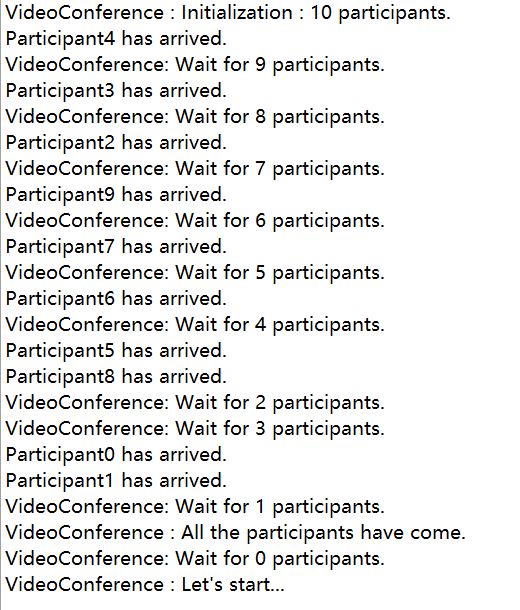 VideoConference : Initialization : 10 participants.
Participant4 has arrived.
VideoConference: Wait for 9 participants.
Participant3 has arrived.
VideoConference: Wait for 8 participants.
Participant2 has arrived.
VideoConference: Wait for 7 participants.
Participant9 has arrived.
VideoConference: Wait for 6 participants.
Participant7 has arrived.
VideoConference: Wait for 5 participants.
Participant6 has arrived.
VideoConference: Wait for 4 participants.
Participant5 has arrived.
Participant8 has arrived.
VideoConference: Wait for 2 participants.
VideoConference: Wait for 3 participants.
Participant0 has arrived.
Participant1 has arrived.
VideoConference: Wait for 1 participants.
VideoConference : All the participants have come.
VideoConference: Wait for 0 participants.
VideoConference : Let's start...